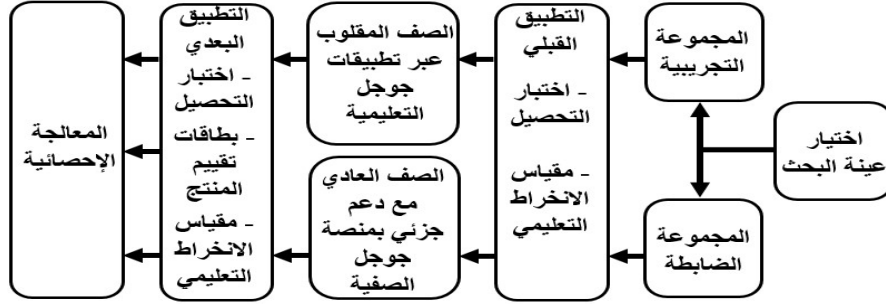 اختيار
عينة البحث
المجموعة
التجريبية
المجموعة
الضابطة
التطبيق
القبلي
- اختبار
التحصيل
- مقياس
الانخراط
التعليمي
الصف المقلوب
عبر تطبيقات
جوجل
التعليمية
الصف العادي
مع دعم
جزئي بمنصة
جوجل
الصفية
التطبيق
البعدي
- اختبار
التحصيل
- بطاقات
تقييم
المنتج
- مقياس
الانخراط
التعليمي
المعالجة
الإحصائية